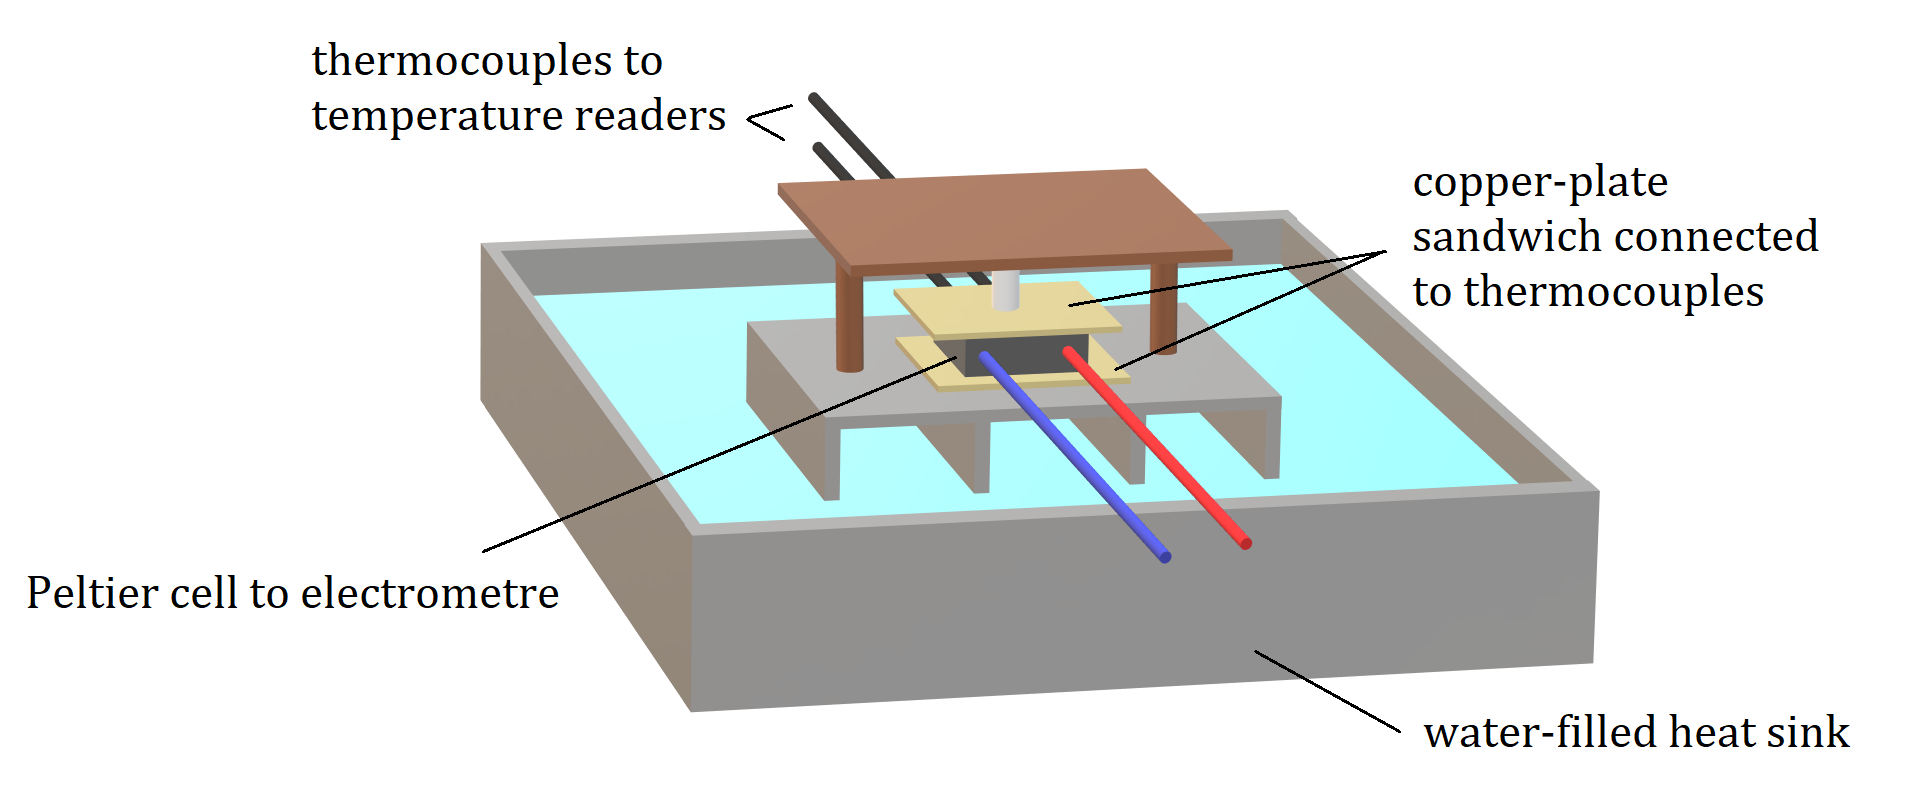 thermocouples to
temperature readers
copper-plate
sandwich connected
to thermocouples
Peltier cell to electrometre
water-filled heat sink